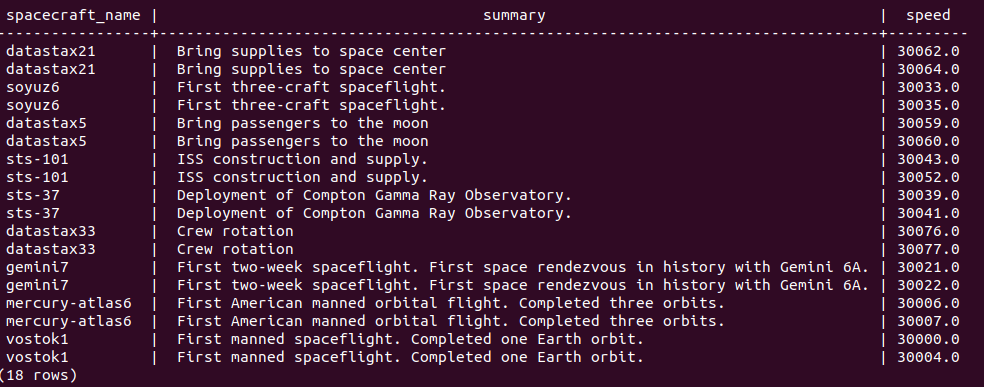 spacecraft_name | summary | speed
-----------------+---------------------------------------------------------------------+---------
datastax21 | Bring supplies to space center | 30062.0
datastax21 | Bring supplies to space center | 30064.0
soyuz6 | First three-craft spaceflight. | 30033.0
soyuz6 | First three-craft spaceflight. | 30035.0
datastax5 | Bring passengers to the moon | 30059.0
datastax5 | Bring passengers to the moon | 30060.0
sts-101 | ISS construction and supply. | 30043.0
sts-101 | ISS construction and supply. | 30052.0
sts-37 | Deployment of Compton Gamma Ray Observatory. | 30039.0
sts-37 | Deployment of Compton Gamma Ray Observatory. | 30041.0
datastax33 | Crew rotation | 30076.0
datastax33 | Crew rotation | 30077.0
gemini7 | First two-week spaceflight. First space rendezvous in history with Gemini 6A. | 30021.0
gemini7 | First two-week spaceflight. First space rendezvous in history with Gemini 6A. | 30022.0
mercury-atlas6 | First American manned orbital flight. Completed three orbits. | 30006.0
mercury-atlas6 | First American manned orbital flight. Completed three orbits. | 30007.0
vostok1 | First manned spaceflight. Completed one Earth orbit. | 30000.0
vostok1 | First manned spaceflight. Completed one Earth orbit. | 30004.0
(18 rows)